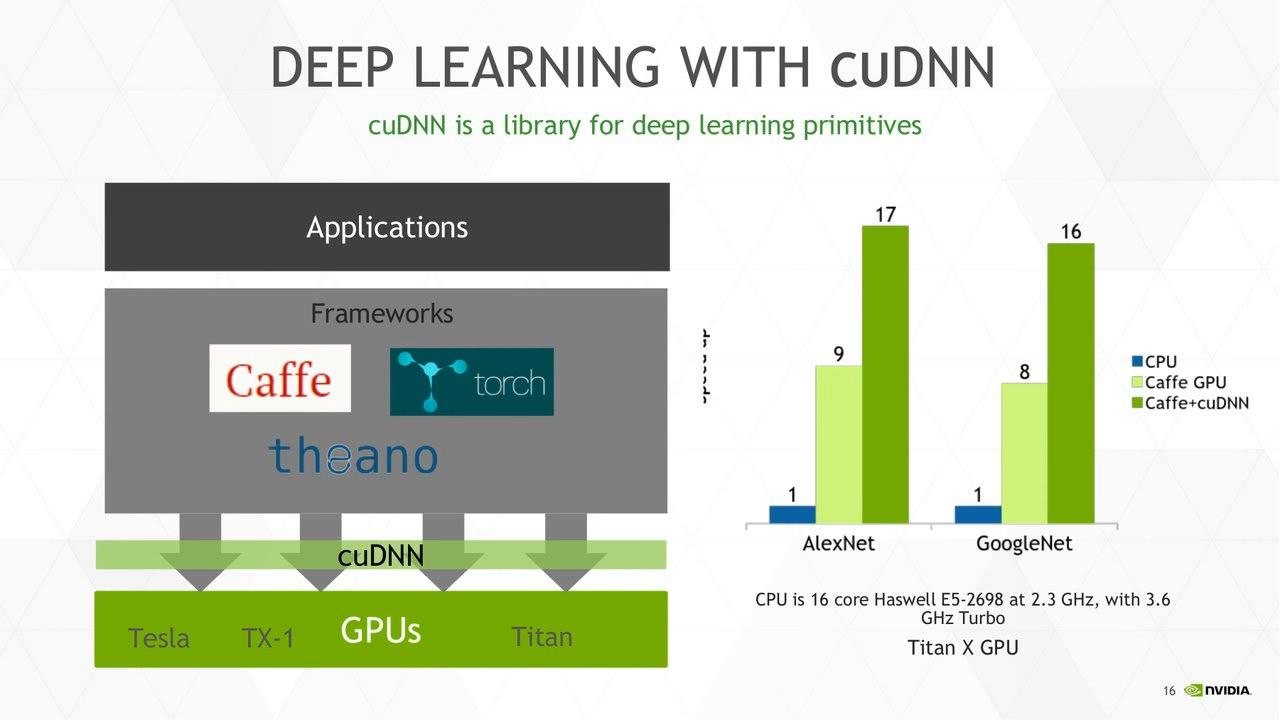 DEEP LEARNING WITH cuDNN
cuDNN is a library for deep learning primitives
Applications
Frameworks
Caffe
torch
theano
cuDNN
Tesla
TX-1
GPUs
Titan
17
16
9
8
1
1
AlexNet
GoogleNet
CPU
Caffe GPU
Caffe+cuDNN
CPU is 16 core Haswell E5-2698 at 2.3 GHz, with 3.6
GHz Turbo
Titan X GPU
16
NVIDIA